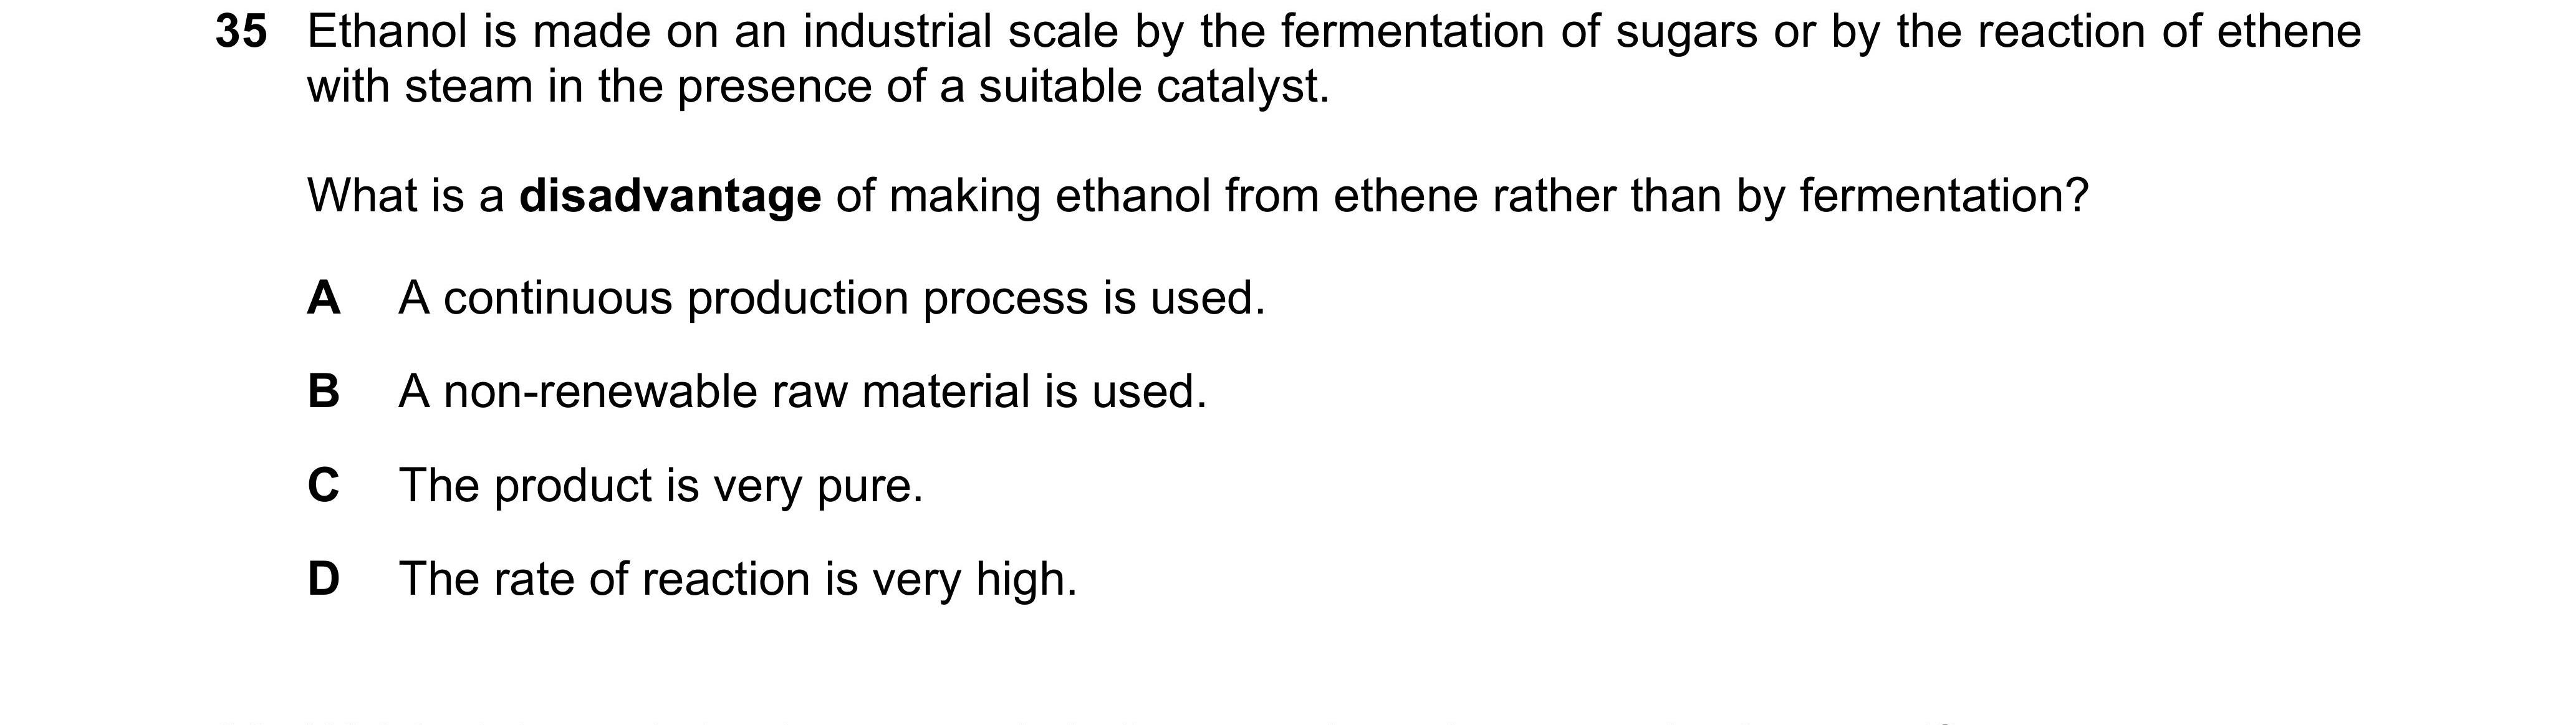 35 Ethanol is made on an industrial scale by the fermentation of sugars or by the reaction of ethene
with steam in the presence of a suitable catalyst.
What is a disadvantage of making ethanol from ethene rather than by fermentation?
A A continuous production process is used.
B A non-renewable raw material is used.
C The product is very pure.
D The rate of reaction is very high.